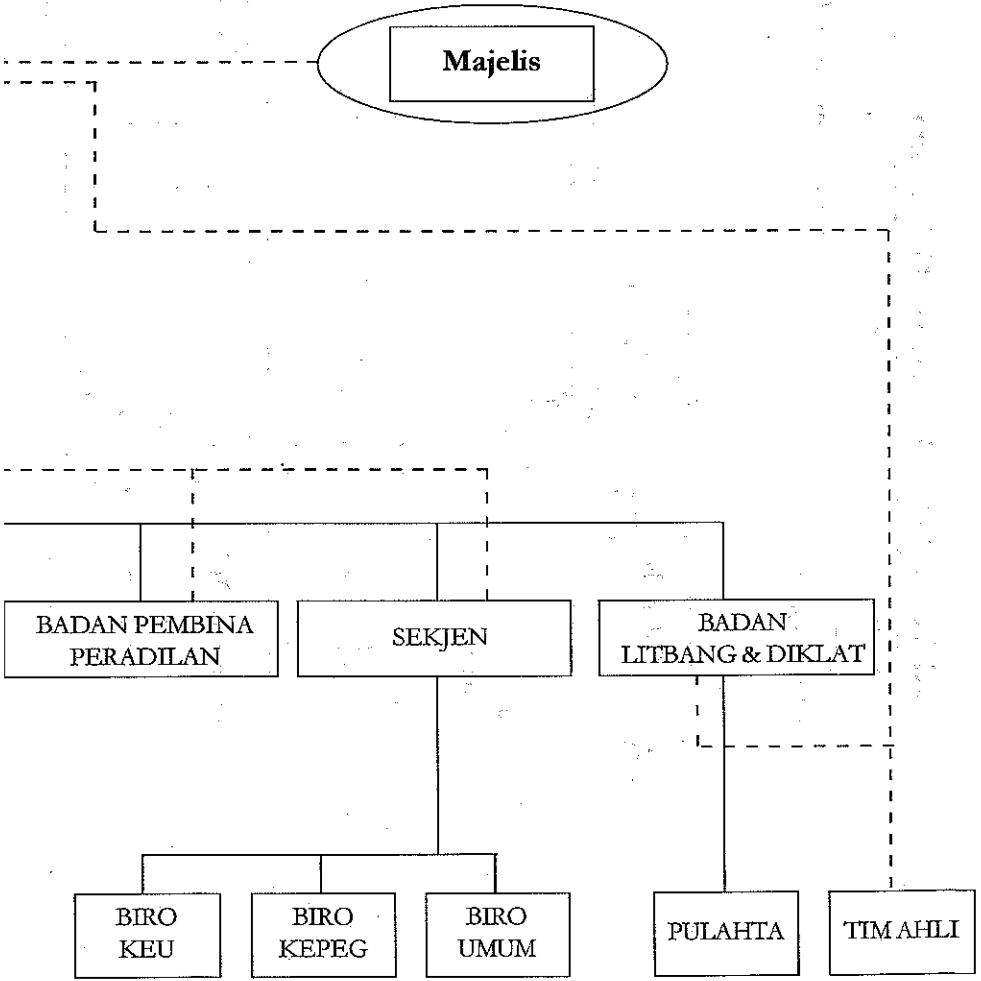 Majelis
BADAN PEMBINA
PERADILAN
SEKJEN
BADAN
LITBANG & DIKLAT
BIRO
KEU
BIRO
KEPEG
BIRO
UMUM
PULAHTA
TIM AHLI